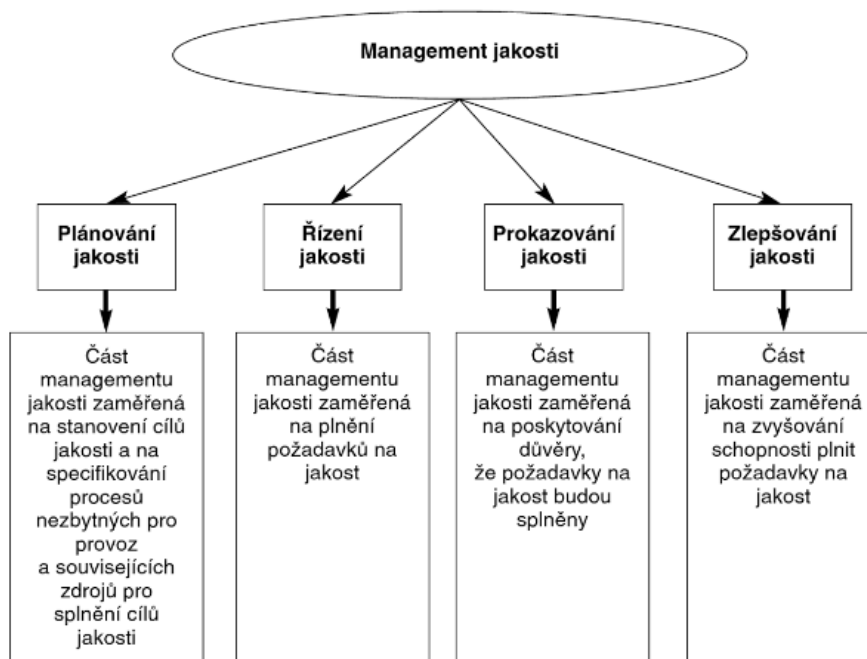 Management jakosti
Plánování
jakosti
Řízení
jakosti
Prokazování
jakosti
Zlepšování
jakosti
Část
managementu
jakosti zaměřená
na stanovení cílů
jakosti a na
specifikování
procesů
nezbytných pro
provoz
a souvisejících
zdrojů pro
splnění cílů
jakosti
Část
managementu
jakosti zaměřená
na plnění
požadavků na
jakost
Část
managementu
jakosti zaměřená
na poskytování
důvěry,
že požadavky na
jakost budou
splněny
Část
managementu
jakosti zaměřená
na zvyšování
schopnosti plnit
požadavky na
jakost